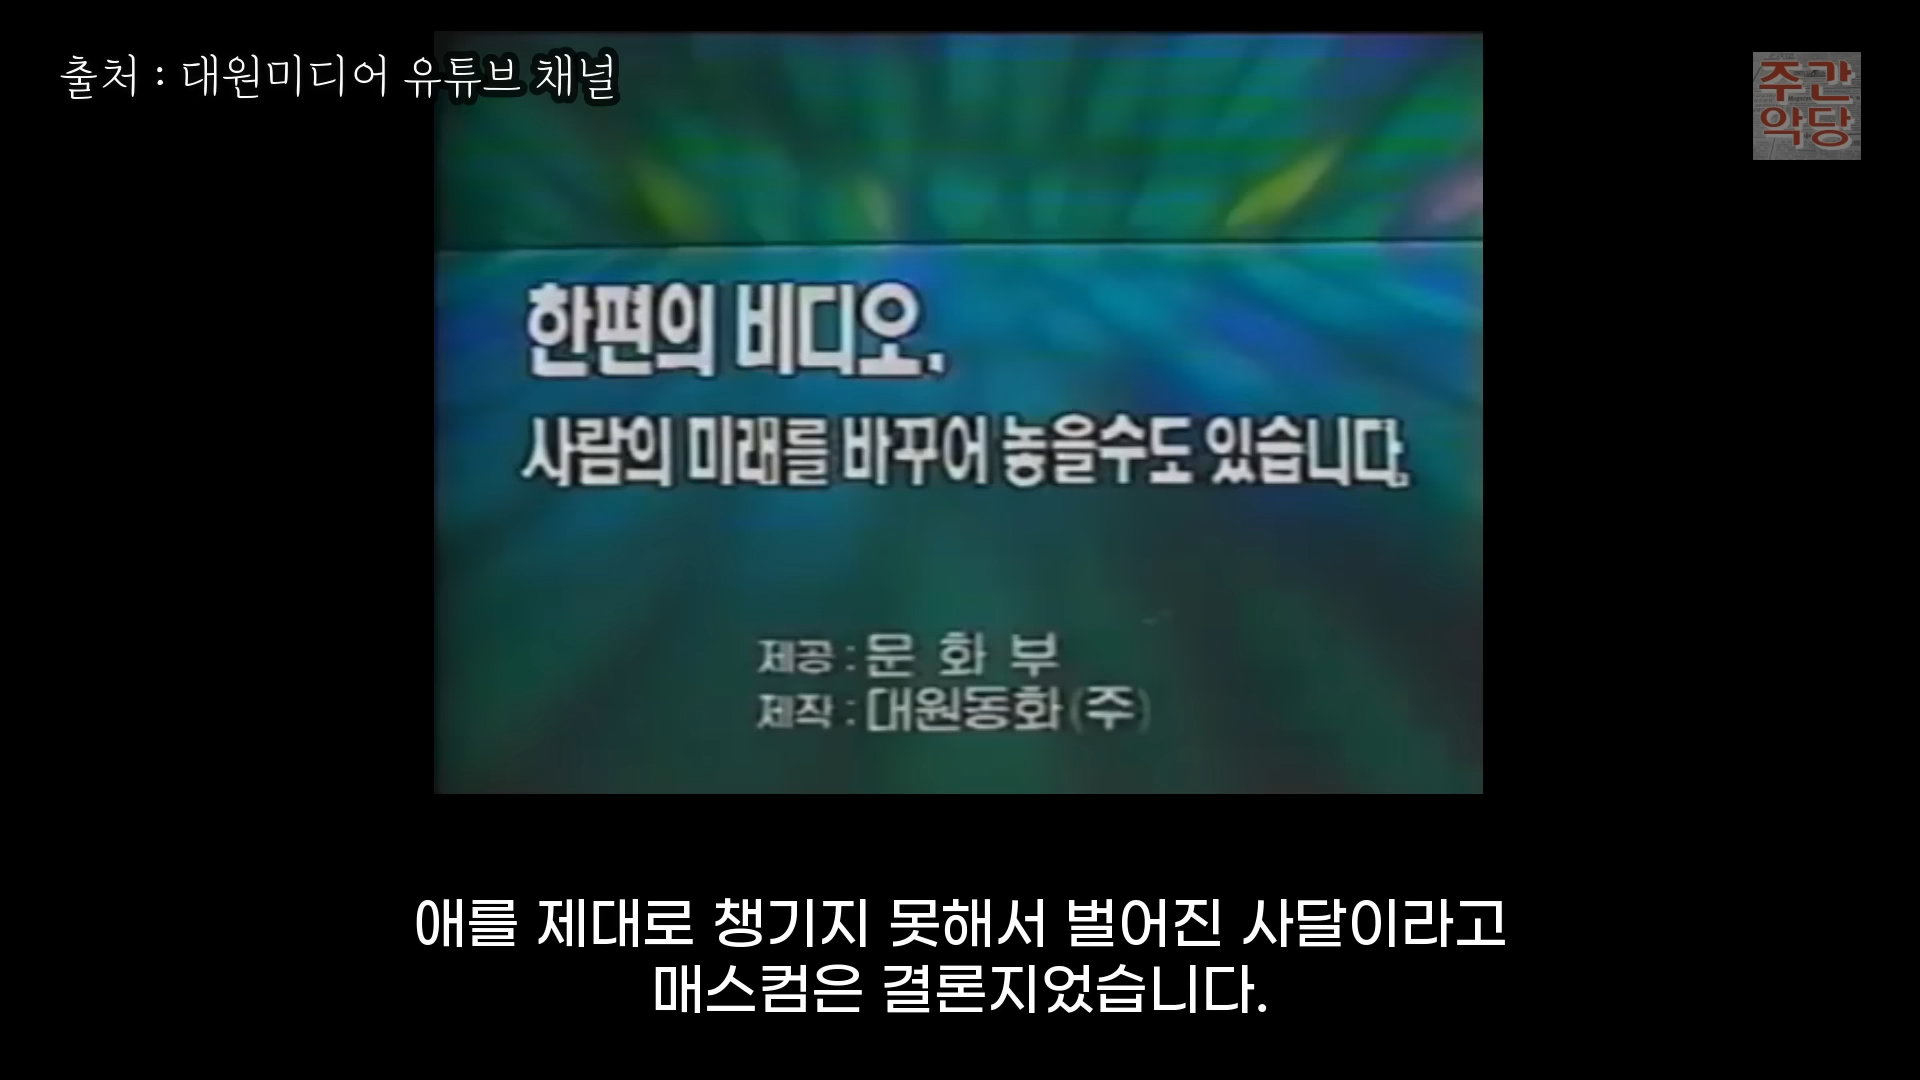 출처 : 대원미디어 유튜브 채널
주간
악당
한편의 비디오,
사람의 미래를 바꾸어 놓을수도 있습니다.
제공 : 문 화 부
제작 : 대원동화(주)
애를 제대로 챙기지 못해서 벌어진 사달이라고
매스컴은 결론지었습니다.